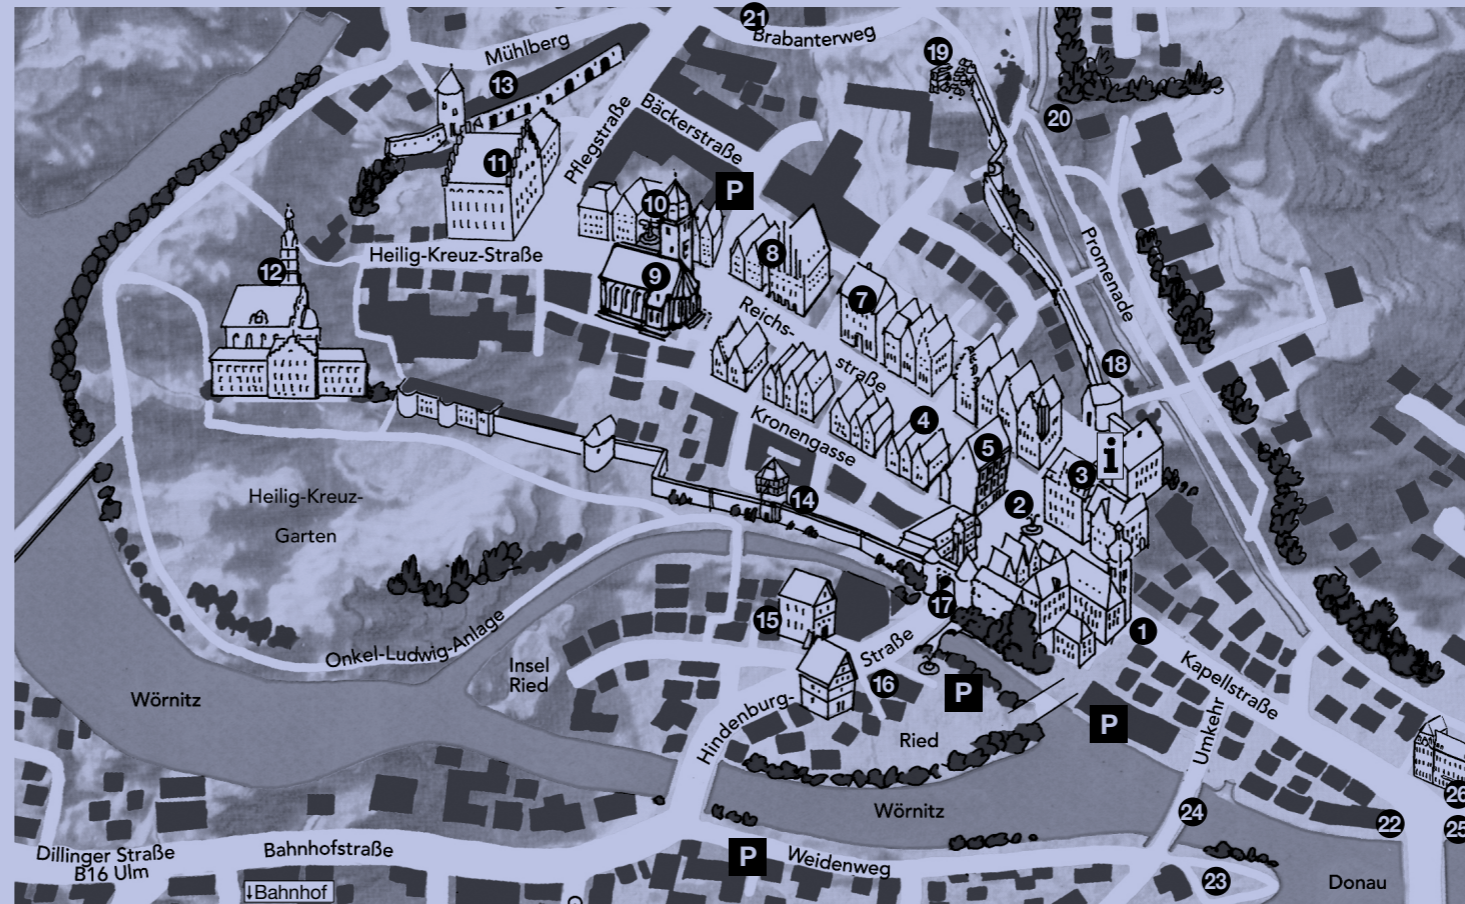 21
Brabanterweg
Mühlberg
19
13
20
Bäckerstraße
Pflegstraße
11
P
10
Promenade
Heilig-Kreuz-Straße
8
12
9
7
Reichs-
straße
18
4
Kronengasse
5
i
3
Heilig-Kreuz-
Garten
14
2
17
15
1
Onkel-Ludwig-Anlage
Insel
Ried
Straße
Hindenburg-
16
P
Kapellstraße
Wörnitz
P
Umkehr
Ried
26
Wörnitz
24
22
25
Dillinger Straße
B16 Ulm
Bahnhofstraße
P
Weidenweg
↓Bahnhof
23
Donau